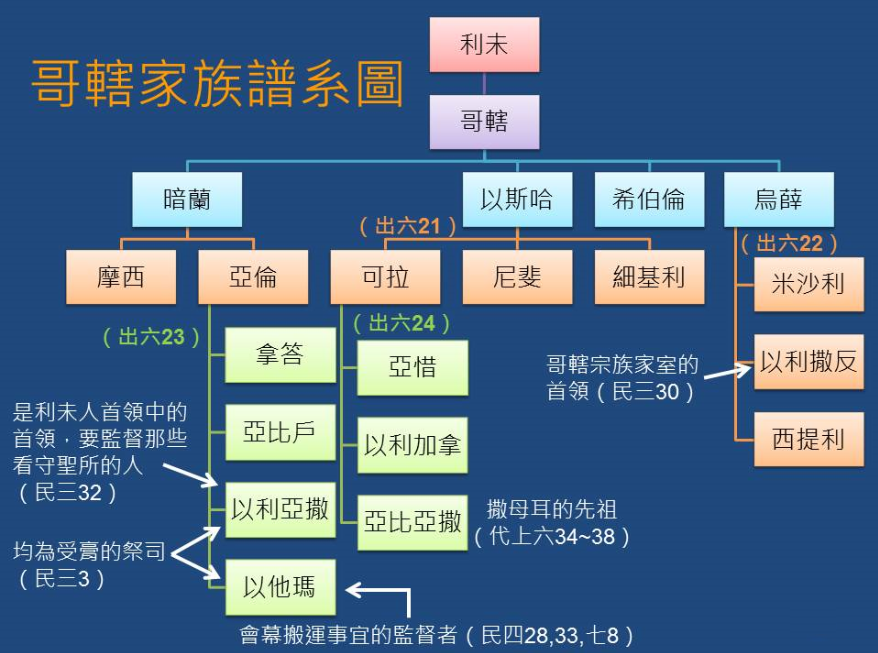 哥轄家族譜系圖
利未
哥轄
暗蘭
以斯哈
希伯倫
烏薛
（出六21）
（出六22）
摩西
亞倫
可拉
尼斐
細基利
米沙利
以利撒反
西提利
（出六23）
（出六24）
拿答
亞比戶
以利亞撒
以他瑪
亞惜
以利加拿
亞比亞撒
哥轄宗族家室的
首領（民三30）
是利未人首領中的
首領，要監督那些
看守聖所的人
（民三32）
均為受膏的祭司
（民三3）
撒母耳的先祖
（代上六34~38）
會幕搬運事宜的監督者（民四28,33,七8）